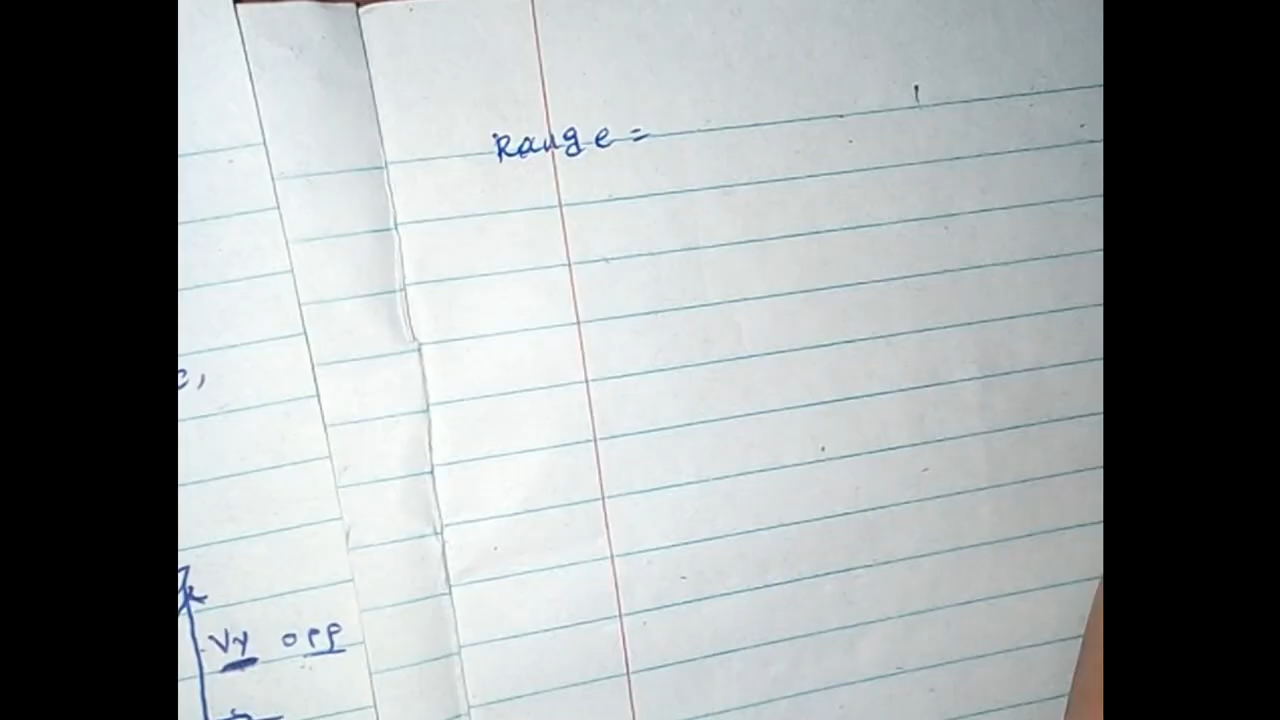 Range =
c,
Vy opp